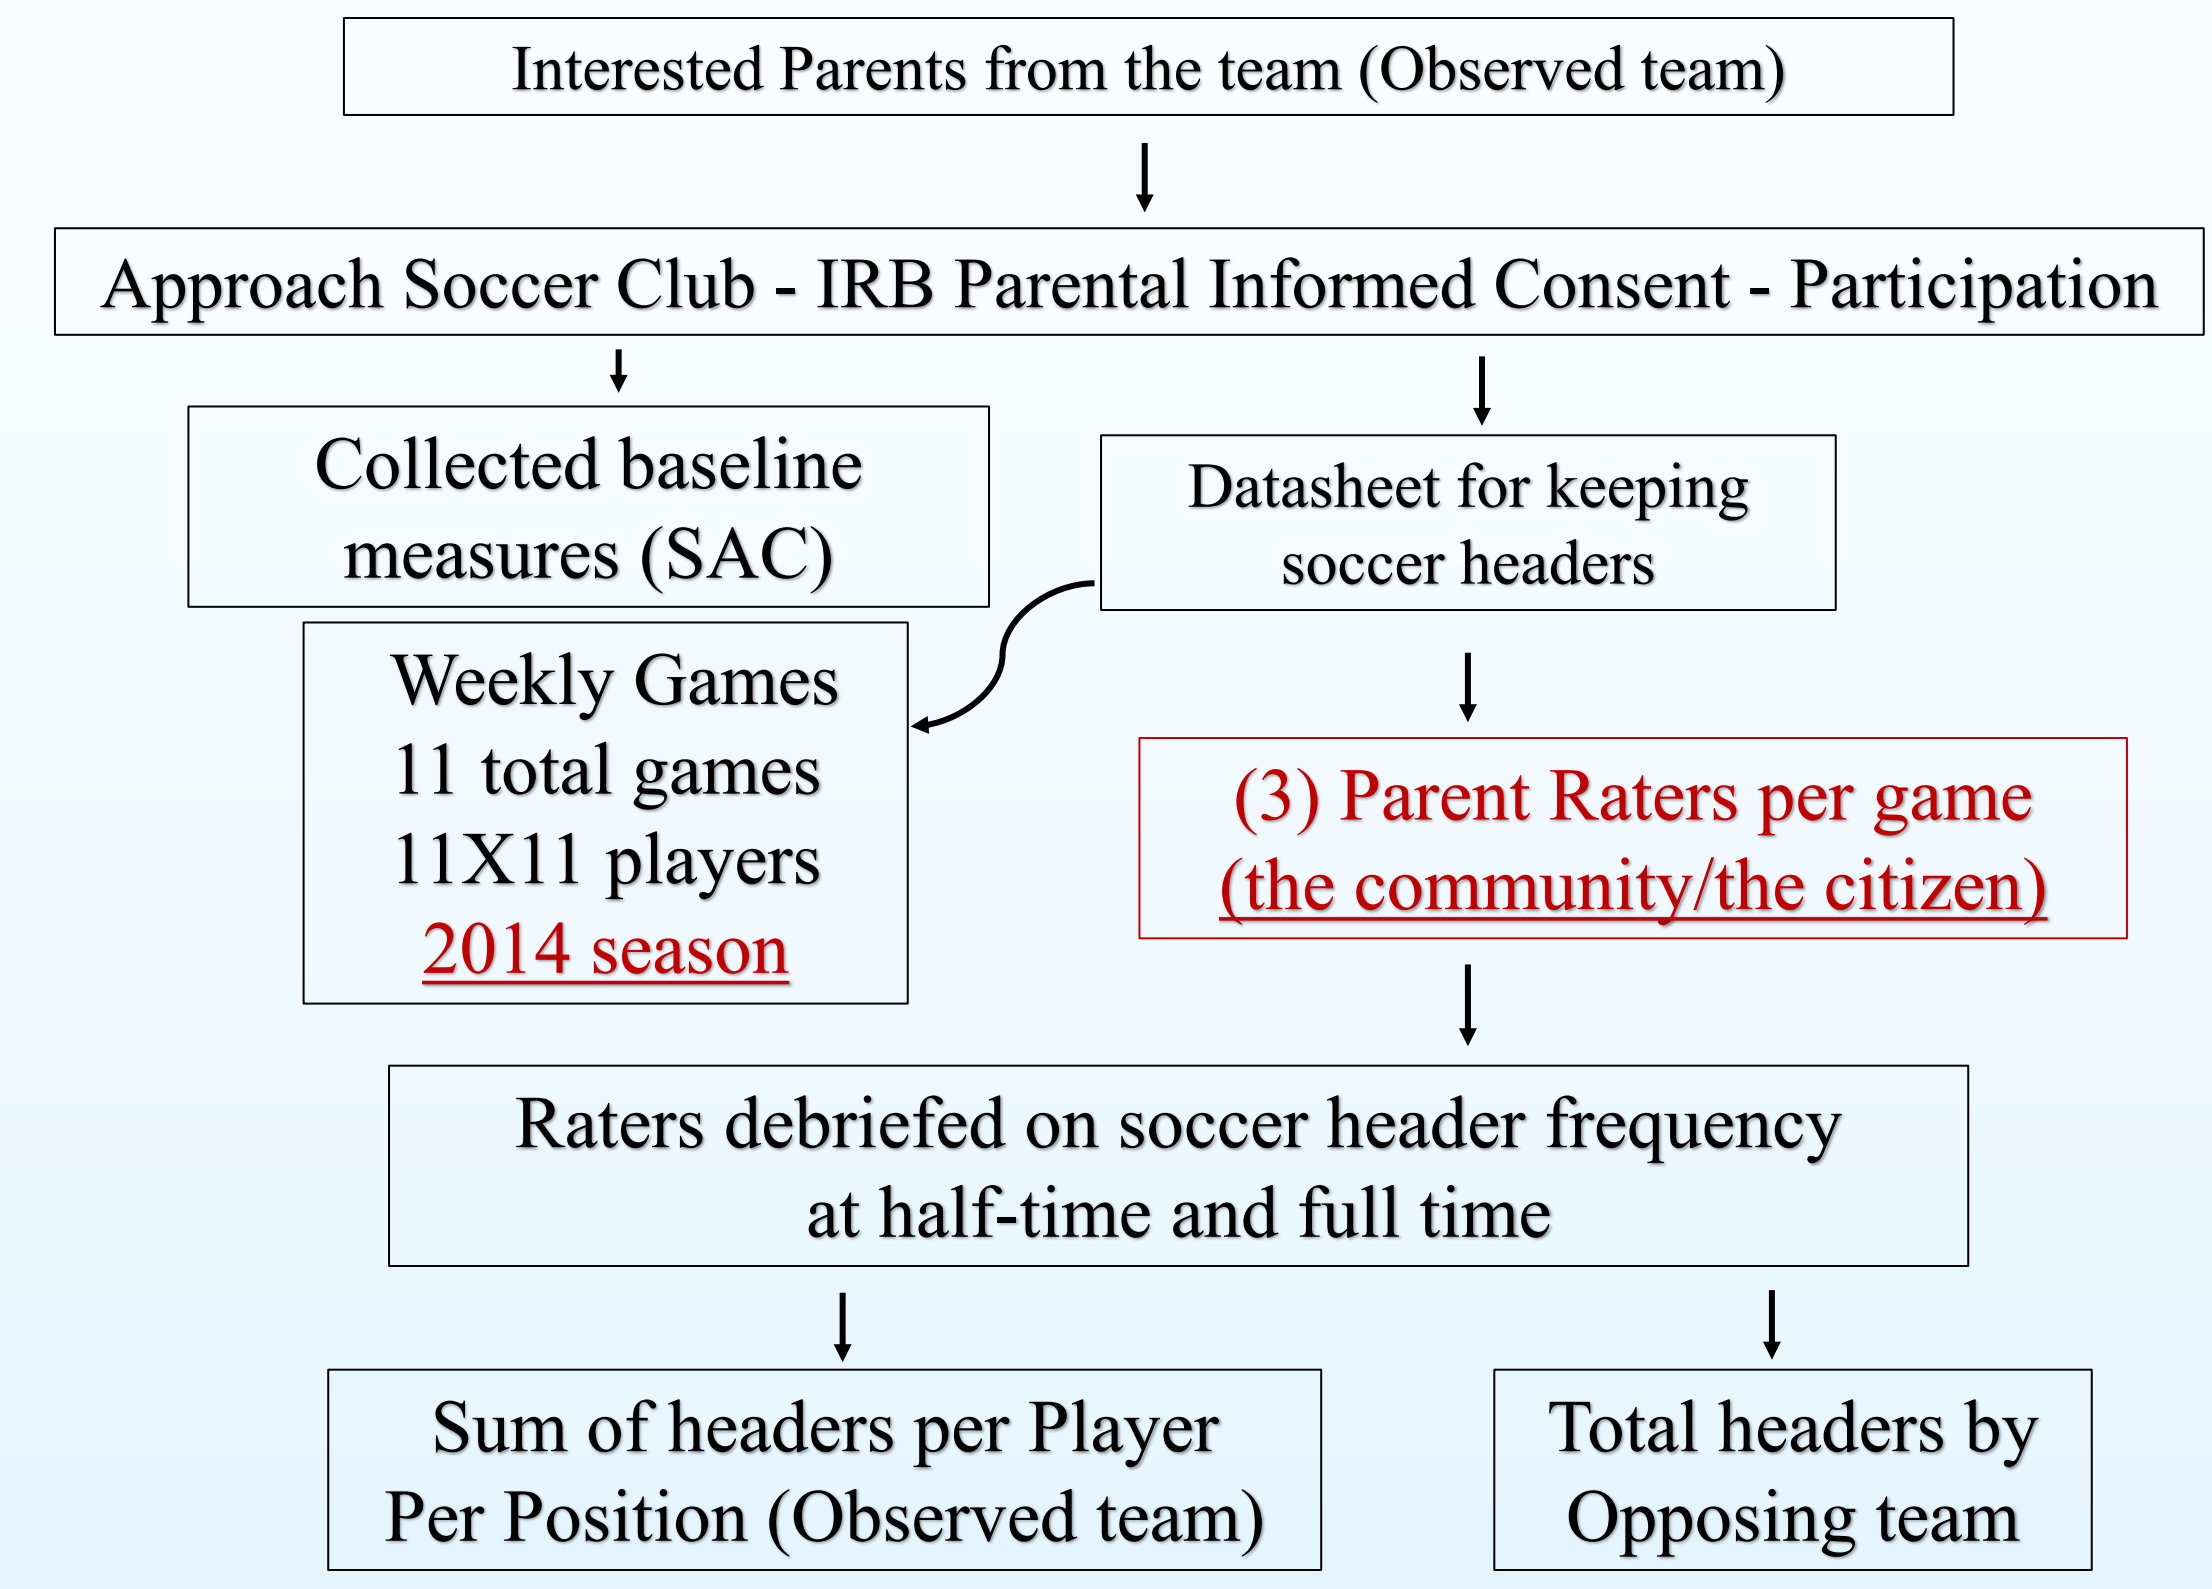 Interested Parents from the team (Observed team)
Approach Soccer Club - IRB Parental Informed Consent - Participation
Collected baseline
measures (SAC)
Datasheet for keeping
soccer headers
Weekly Games
11 total games
11X11 players
2014 season
(3) Parent Raters per game
(the community/the citizen)
Raters debriefed on soccer header frequency
at half-time and full time
Sum of headers per Player
Per Position (Observed team)
Total headers by
Opposing team